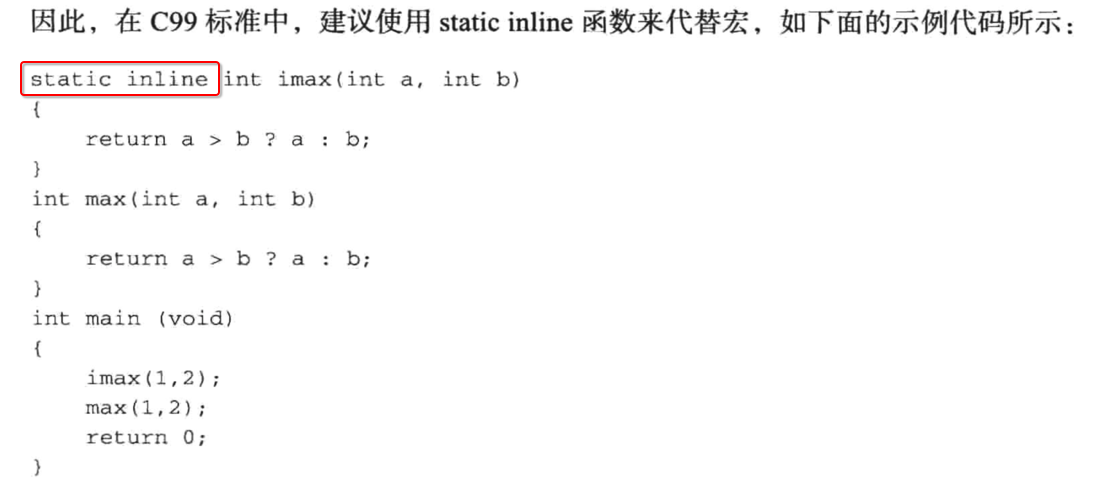 因此，在 C99 标准中，建议使用 static inline 函数来代替宏，如下面的示例代码所示：
static inline int imax(int a, int b)
{
    return a > b ? a : b;
}
int max(int a, int b)
{
    return a > b ? a : b;
}
int main (void)
{
    imax(1,2);
    max(1,2);
    return 0;
}